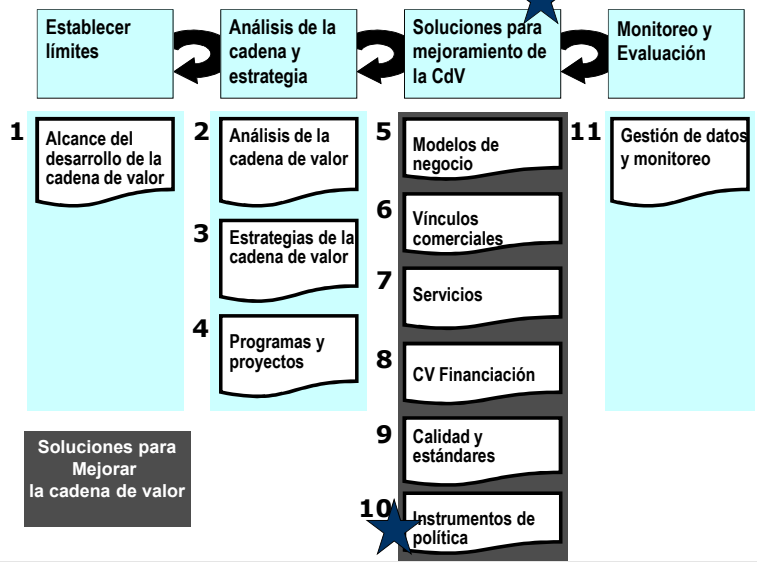 Establecer
límites
Análisis de la
cadena y
estrategia
Soluciones para
mejoramiento de
la CdV
Monitoreo y
Evaluación
1
Alcance del
desarrollo de la
cadena de valor
2
Análisis de la
cadena de valor
3
Estrategias de la
cadena de valor
4
Programas y
proyectos
5
Modelos de
negocio
6
Vínculos
comerciales
7
Servicios
8
CV Financiación
9
Calidad y
estándares
10
Instrumentos de
política
11
Gestión de datos
y monitoreo
Soluciones para
Mejorar
la cadena de valor